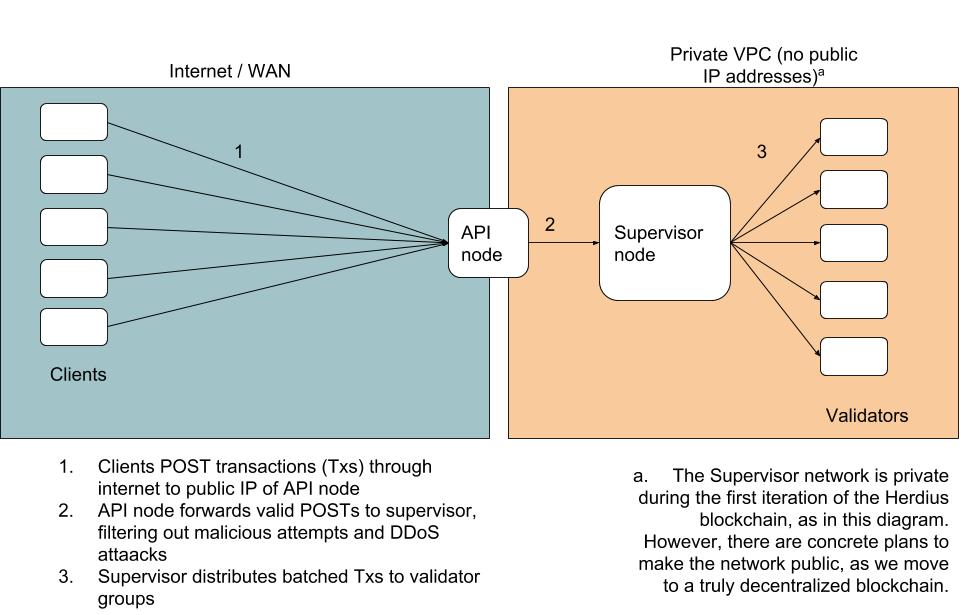 Internet / WAN
Private VPC (no public
IP addresses)ᵃ
1
2
3
API
node
Supervisor
node
Clients
Validators
1. Clients POST transactions (Txs) through
internet to public IP of API node
2. API node forwards valid POSTs to supervisor,
filtering out malicious attempts and DDoS
attaacks
3. Supervisor distributes batched Txs to validator
groups
a. The Supervisor network is private
during the first iteration of the Herdius
blockchain, as in this diagram.
However, there are concrete plans to
make the network public, as we move
to a truly decentralized blockchain.